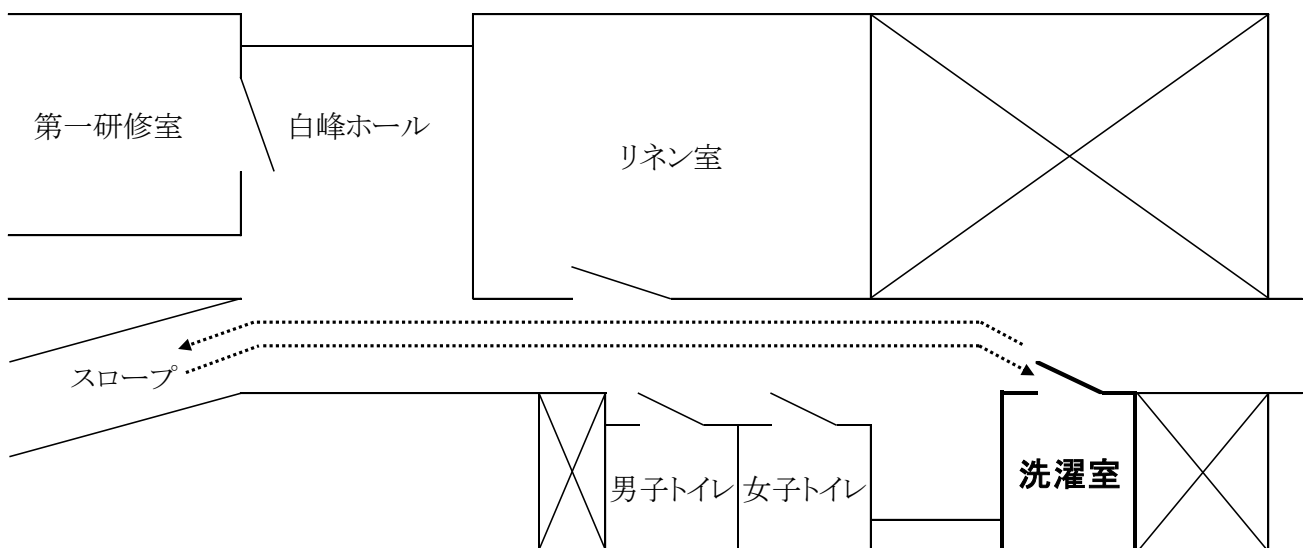 第一研修室
白峰ホール
リネン室
スロープ
男子トイレ
女子トイレ
洗濯室